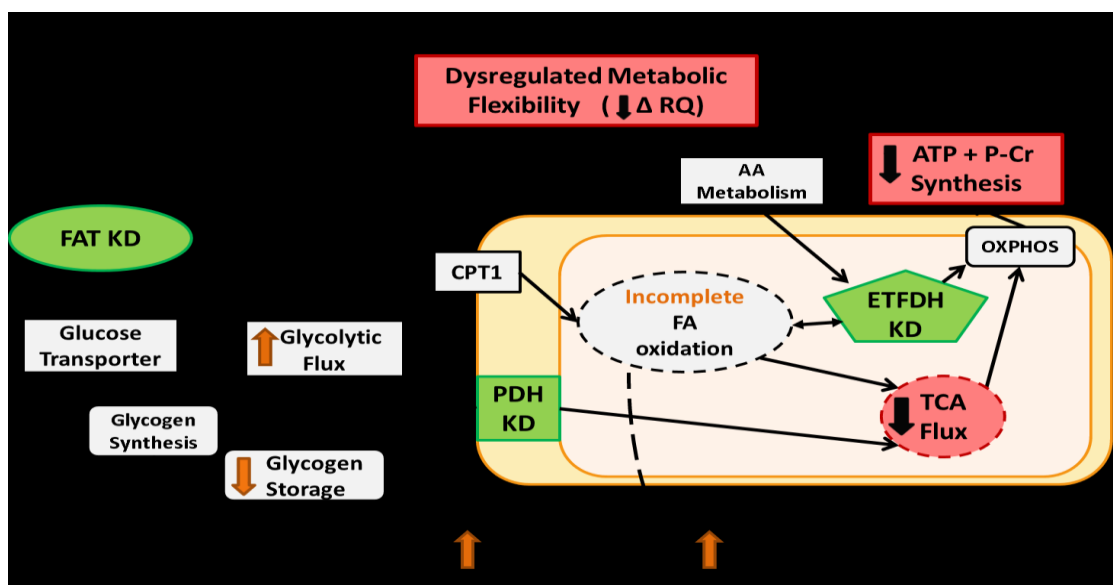 Dysregulated Metabolic
Flexibility (⬇Δ RQ)
ATP + P-Cr
Synthesis
AA
Metabolism
FAT KD
OXPHOS
CPT1
Incomplete
FA
oxidation
ETFDH
KD
Glucose
Transporter
Glycolytic
Flux
PDH
KD
TCA
Flux
Glycogen
Synthesis
Glycogen
Storage